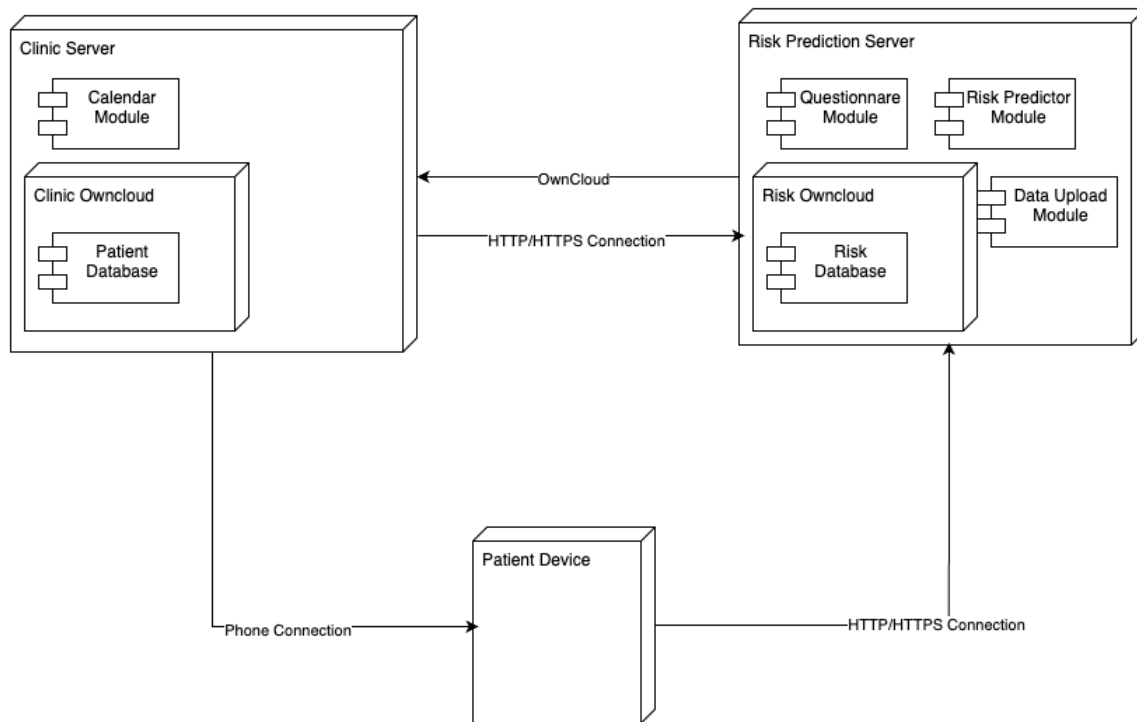 Clinic Server
Calendar
Module
Clinic Owncloud
Patient
Database
Risk Prediction Server
Questionnare
Module
Risk Predictor
Module
Risk Owncloud
Data Upload
Module
Risk
Database
OwnCloud
HTTP/HTTPS Connection
Patient Device
Phone Connection
HTTP/HTTPS Connection